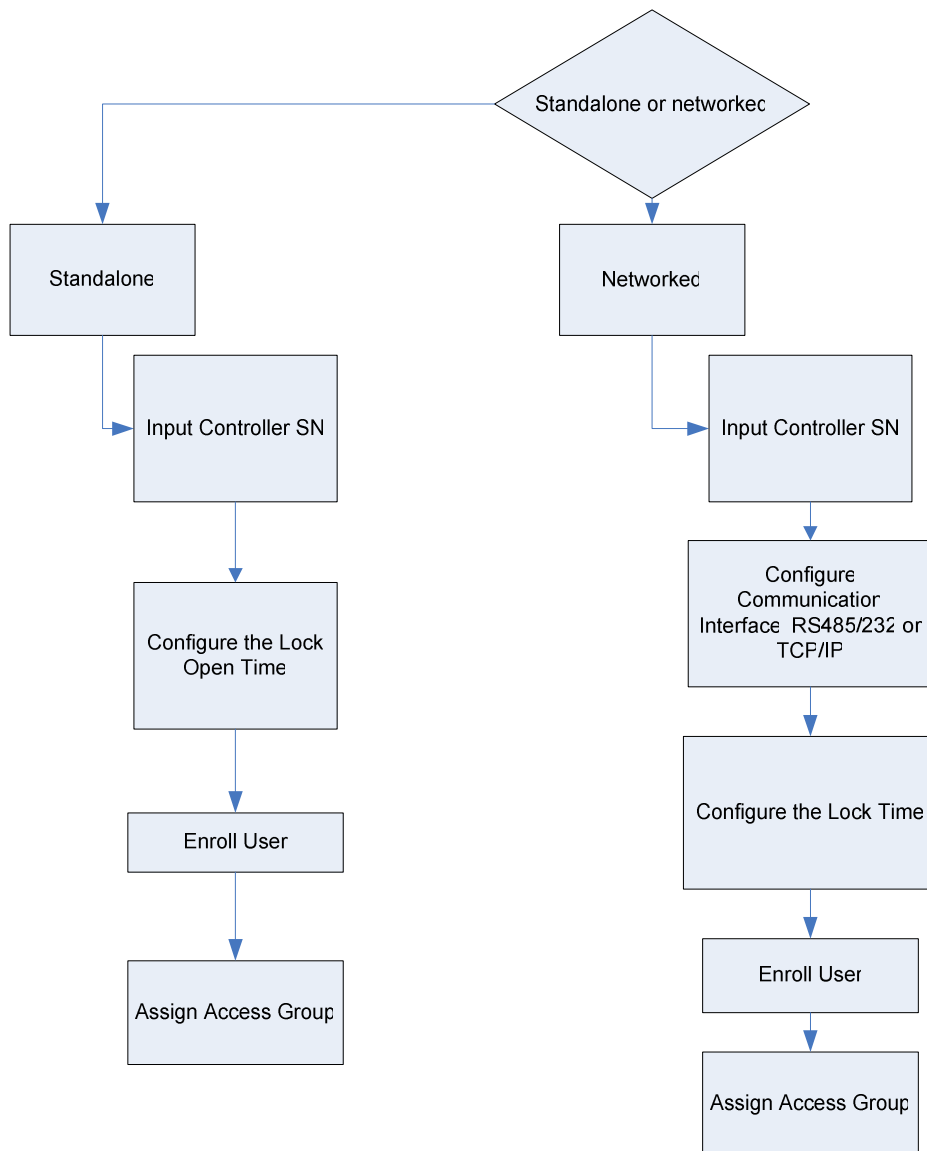 Standalone or networked
Standalone
Networked
Input Controller SN
Input Controller SN
Configure the Lock
Open Time
Configure
Communication
Interface RS485/232 or
TCP/IP
Configure the Lock Time
Enroll User
Enroll User
Assign Access Group
Assign Access Group